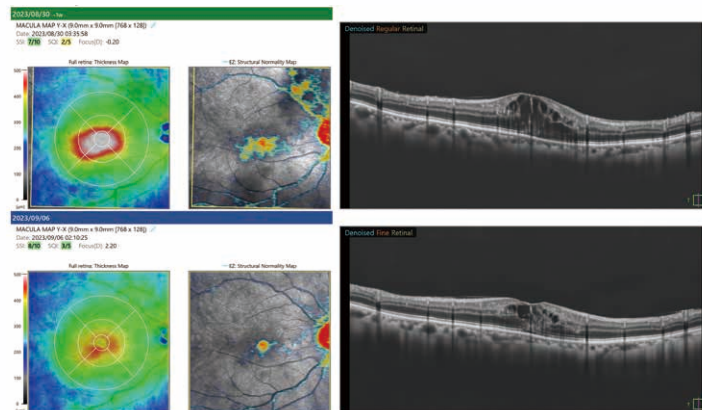 2023/08/30
MACULA MAP Y-X (9.0mm x 9.0mm [768 x 128])
Date: 2023/08/30 03:35:58
SSI: 7/10 SQI: 2/5 Focus(D): -0.20
Full retina: Thickness Map
EZ: Structural Normality Map
500
400
300
200
100
0
(μm)
Denoised Regular Retinal
T
2023/09/06
MACULA MAP Y-X (9.0mm x 9.0mm [768 x 128])
Date: 2023/09/06 02:10:25
SSI: 8/10 SQI: 3/5 Focus(D): 2.20
Full retina: Thickness Map
EZ: Structural Normality Map
500
400
300
200
100
0
(μm)
Denoised Fine Retinal
T